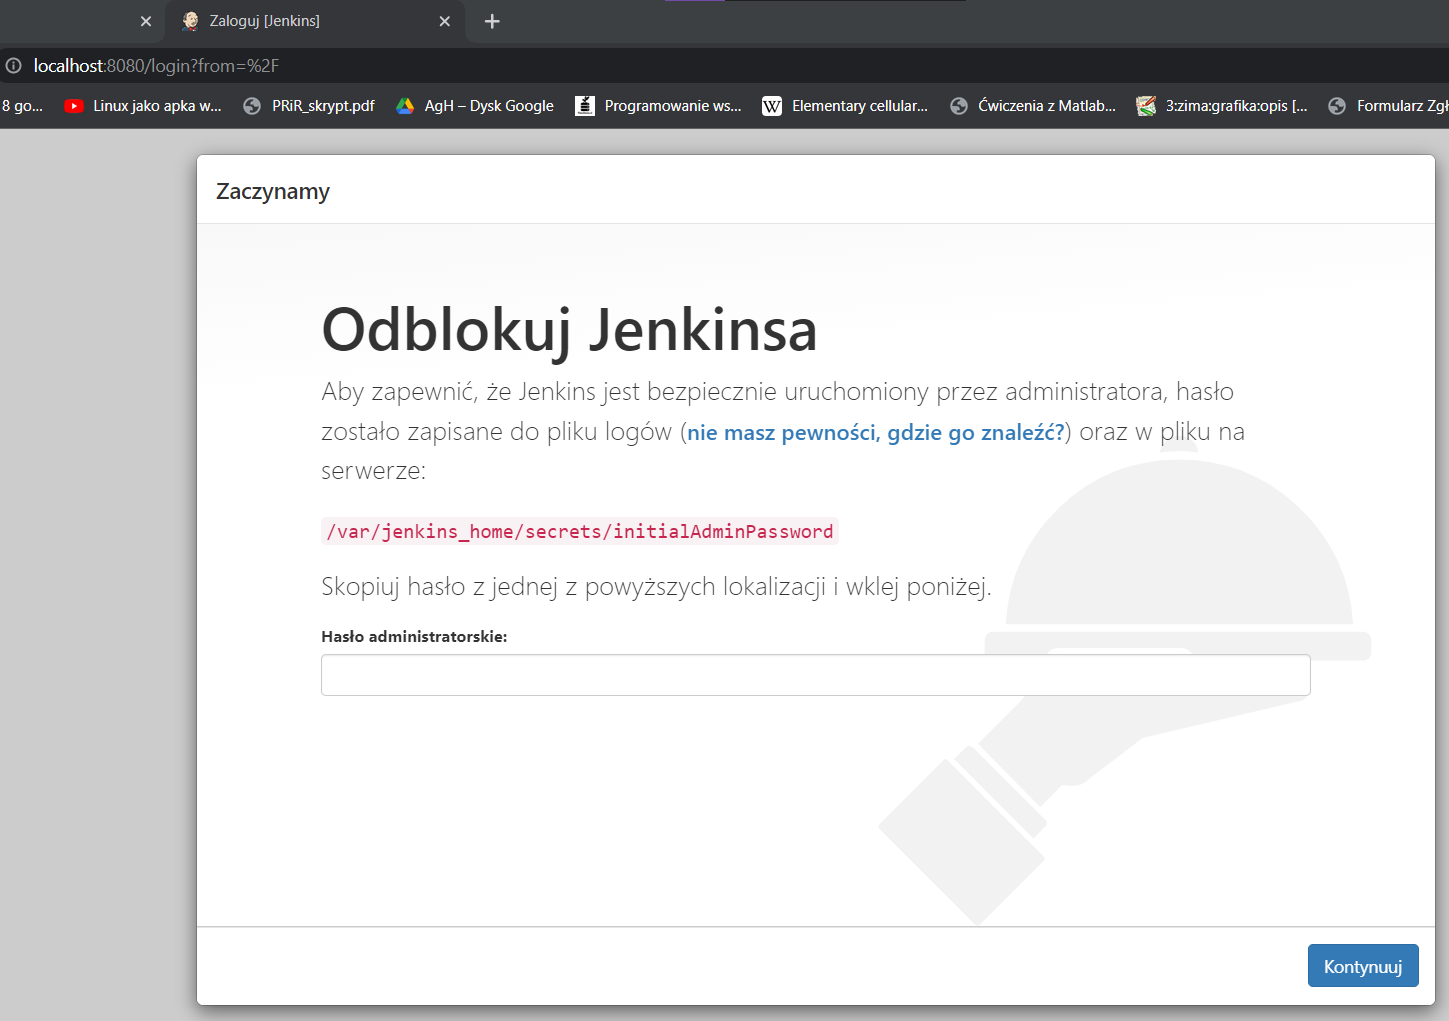 Zaloguj [Jenkins]
localhost:8080/login?from=%2F
8 go... Linux jako apka w... PRiR_skrypt.pdf AgH – Dysk Google Programowanie ws... W Elementary cellular... Ćwiczenia z Matlab... 3:zima:grafika:opis [... Formularz Zgł
Zaczynamy
Odblokuj Jenkinsa
Aby zapewnić, że Jenkins jest bezpiecznie uruchomiony przez administratora, hasło
zostało zapisane do pliku logów (nie masz pewności, gdzie go znaleźć?) oraz w pliku na
serwerze:
/var/jenkins_home/secrets/initialAdminPassword
Skopiuj hasło z jednej z powyższych lokalizacji i wklej poniżej.
Hasło administratorskie:
Kontynuuj